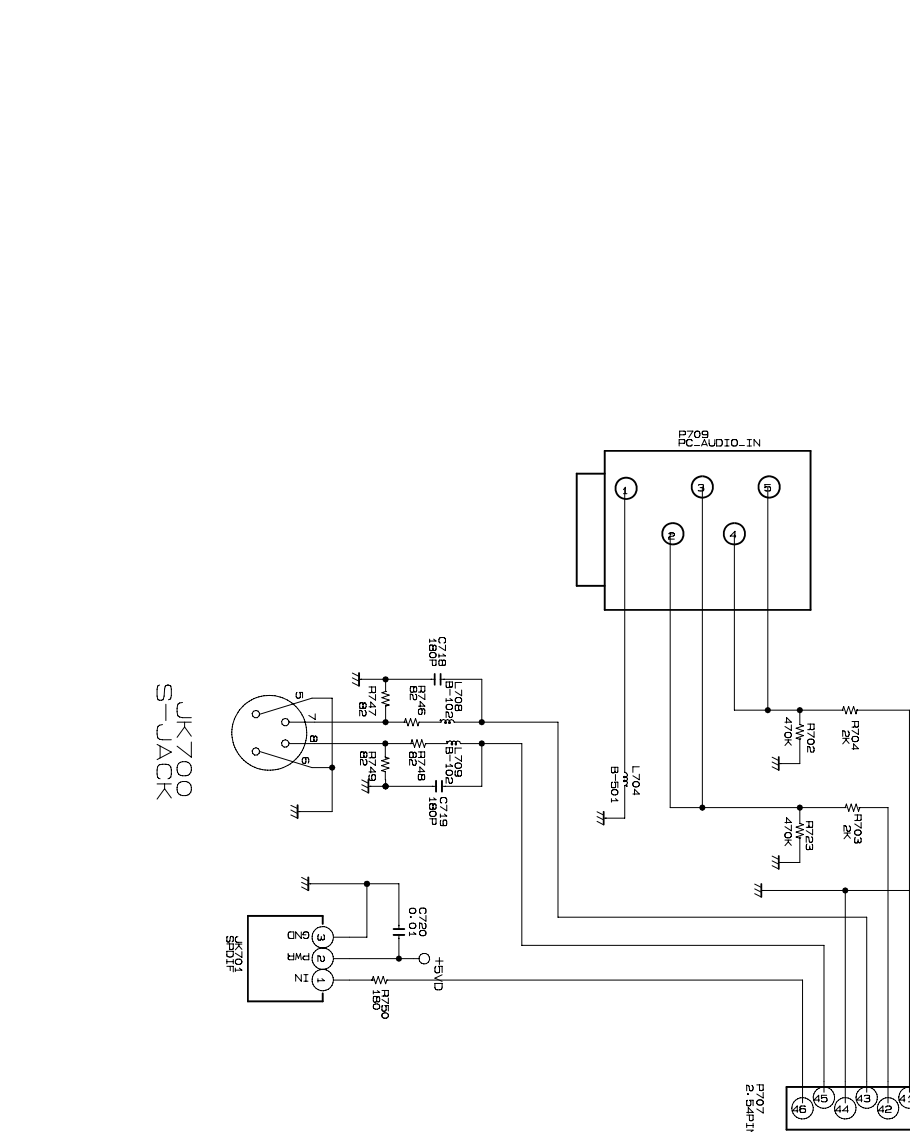 P709
PC_AUDIO_IN
1
3
5
2
4
C718
180P
L708
B-102
R746
82
R747
82
5
7
8
6
JK700
S-JACK
R749
82
R748
82
L709
B-102
C719
180P
L704
B-501
R702
470K
R704
2K
R723
470K
R703
2K
C720
0.01
JK701
SPDIF
GND
3
PWR
2
IN
1
+5VD
R750
180
P707
46
45
44
43
42